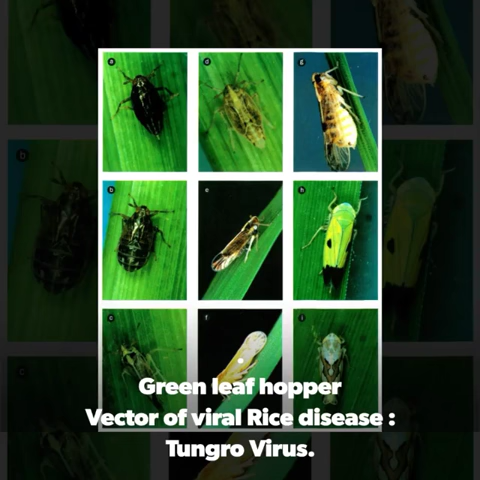 a
d
g
b
e
h
c
f
i
Green leaf hopper
Vector of viral Rice disease :
Tungro Virus.